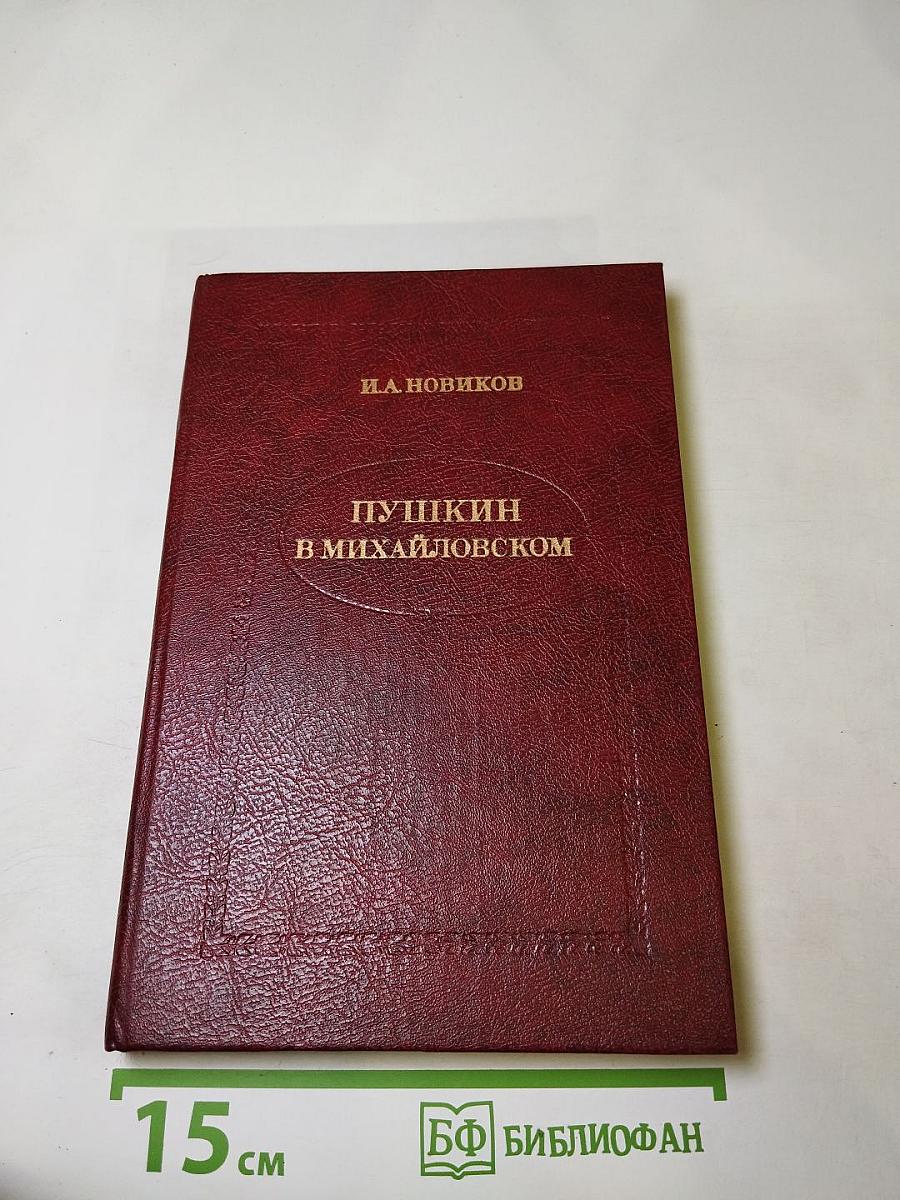 И.А. НОВИКОВ
ПУШКИН
В МИХАЙЛОВСКОМ
15 см
БФ БИБЛИОФАН